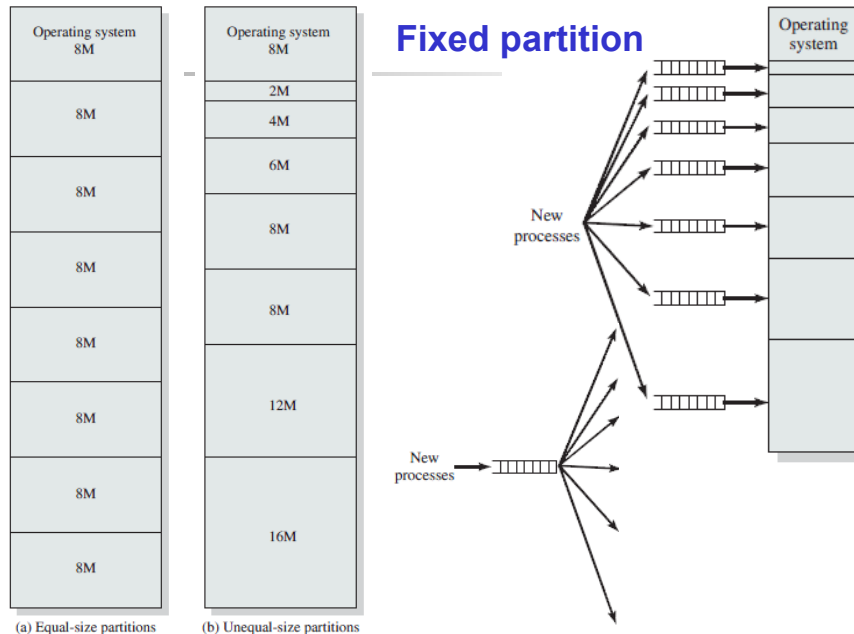 Fixed partition
Operating system
8M
8M
8M
8M
8M
8M
8M
8M
(a) Equal-size partitions
Operating system
8M
2M
4M
6M
8M
8M
12M
16M
(b) Unequal-size partitions
New
processes
Operating
system
New
processes